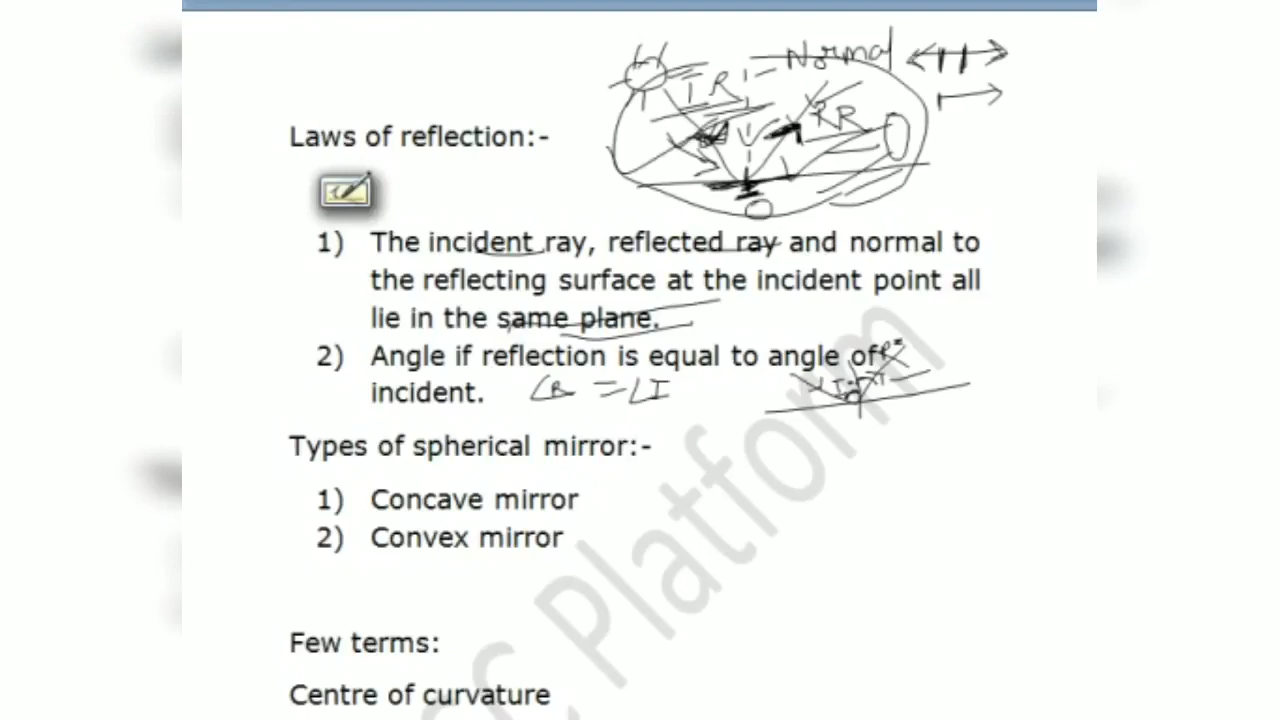 Normal
IR
RR
Laws of reflection:-
1) The incident ray, reflected ray and normal to
the reflecting surface at the incident point all
lie in the same plane.
2) Angle if reflection is equal to angle of
incident. ∠R = ∠I
Types of spherical mirror:-
1) Concave mirror
2) Convex mirror
Few terms:
Centre of curvature
C Platform